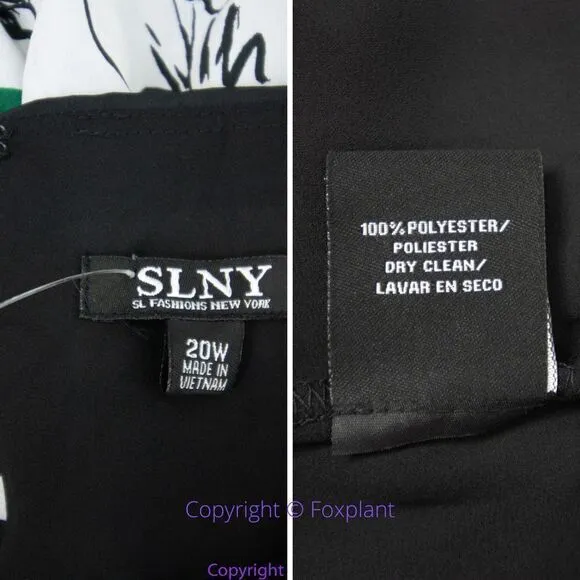 SLNY
SL FASHIONS NEW YORK
20W
MADE IN
VIETNAM
100% POLYESTER/
POLIESTER
DRY CLEAN/
LAVAR EN SECO
Copyright © Foxplant
Copyright